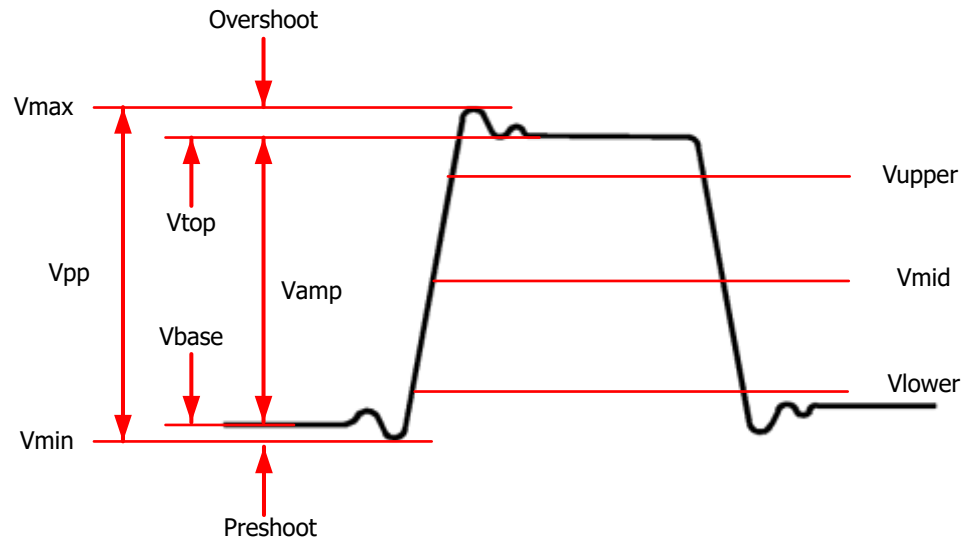 Overshoot
Vmax
Vupper
Vtop
Vpp
Vmid
Vamp
Vbase
Vlower
Vmin
Preshoot